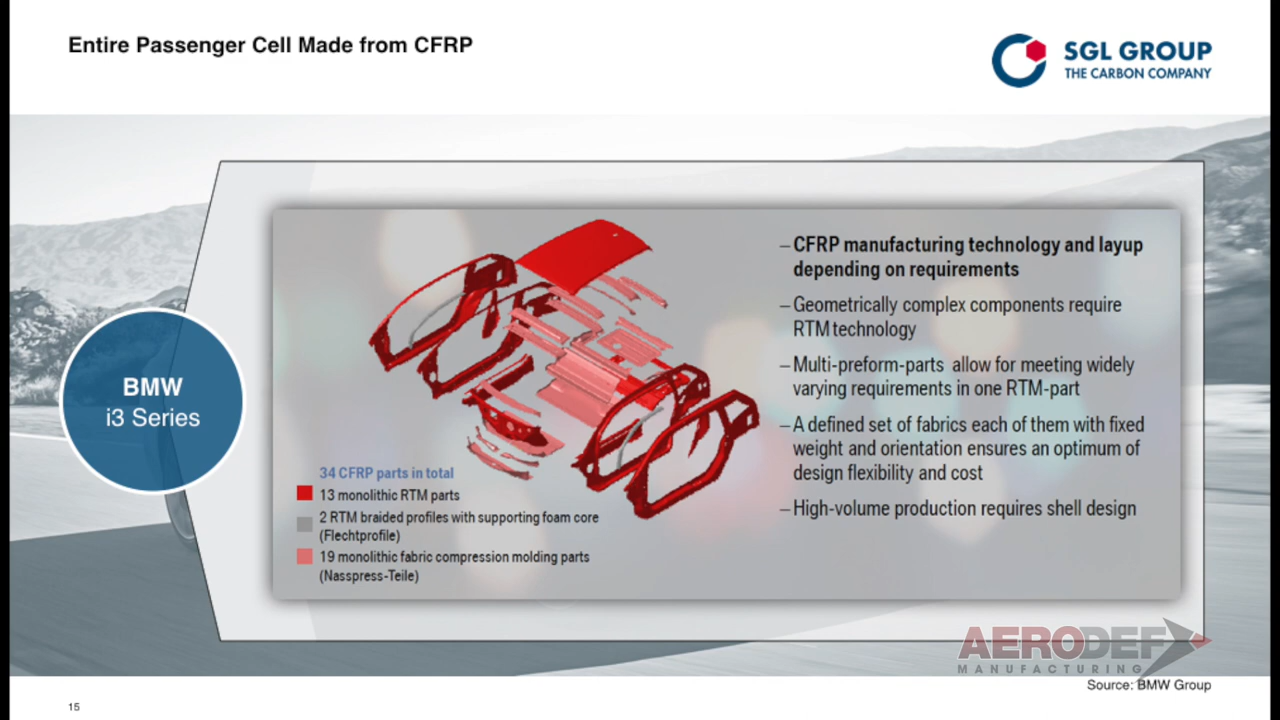 Entire Passenger Cell Made from CFRP
SGL GROUP
THE CARBON COMPANY
BMW
i3 Series
34 CFRP parts in total
13 monolithic RTM parts
2 RTM braided profiles with supporting foam core
(Flechtprofile)
19 monolithic fabric compression molding parts
(Nasspress-Teile)
– CFRP manufacturing technology and layup
depending on requirements
– Geometrically complex components require
RTM technology
– Multi-preform-parts allow for meeting widely
varying requirements in one RTM-part
– A defined set of fabrics each of them with fixed
weight and orientation ensures an optimum of
design flexibility and cost
– High-volume production requires shell design
AERODEF
MANUFACTURING
Source: BMW Group
15